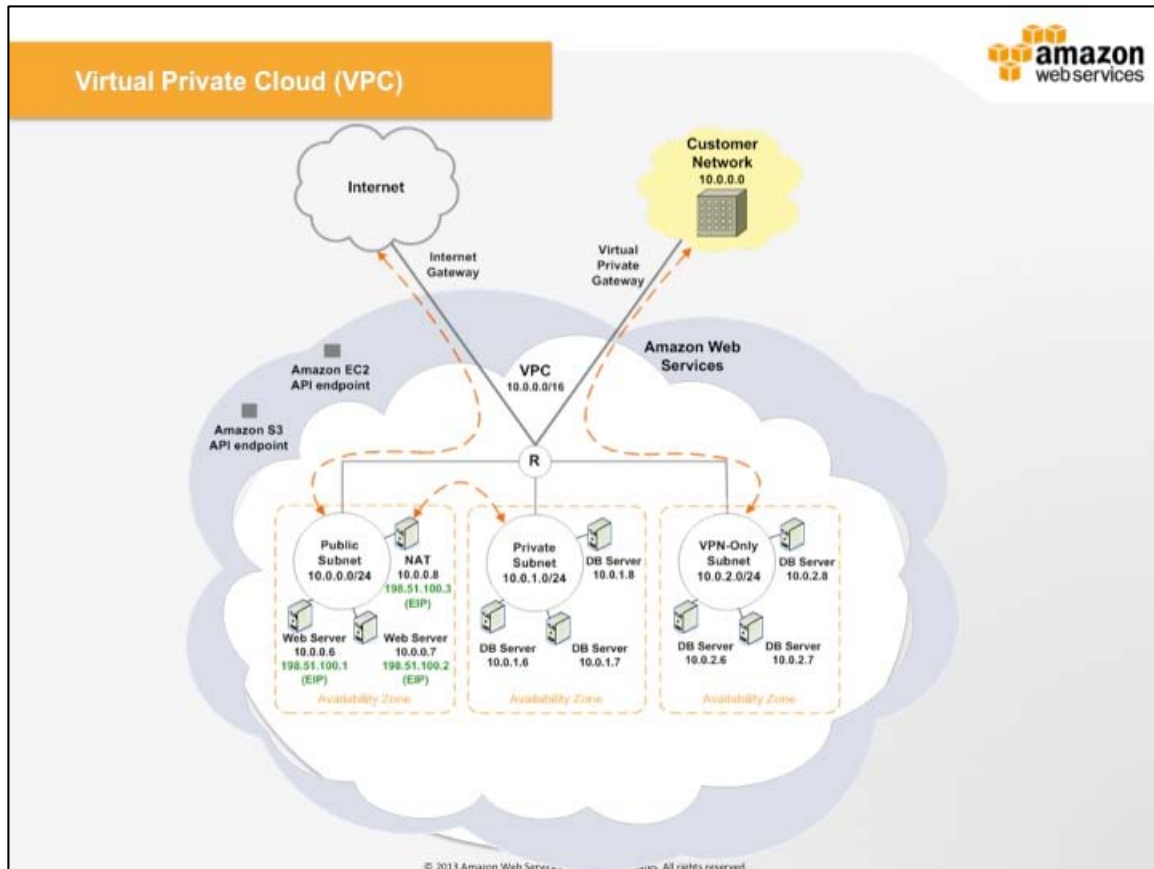 Virtual Private Cloud (VPC)
amazon
web services
Internet
Customer
Network
10.0.0.0
Internet
Gateway
Virtual
Private
Gateway
Amazon Web
Services
Amazon EC2
API endpoint
VPC
10.0.0.0/16
Amazon S3
API endpoint
R
Public
Subnet
10.0.0.0/24
NAT
10.0.0.8
198.51.100.3
(EIP)
Web Server
10.0.0.6
198.51.100.1
(EIP)
Web Server
10.0.0.7
198.51.100.2
(EIP)
Availability Zone
Private
Subnet
10.0.1.0/24
DB Server
10.0.1.8
DB Server
10.0.1.6
DB Server
10.0.1.7
Availability Zone
VPN-Only
Subnet
10.0.2.0/24
DB Server
10.0.2.8
DB Server
10.0.2.6
DB Server
10.0.2.7
Availability Zone
© 2013 Amazon Web All rights reserved.